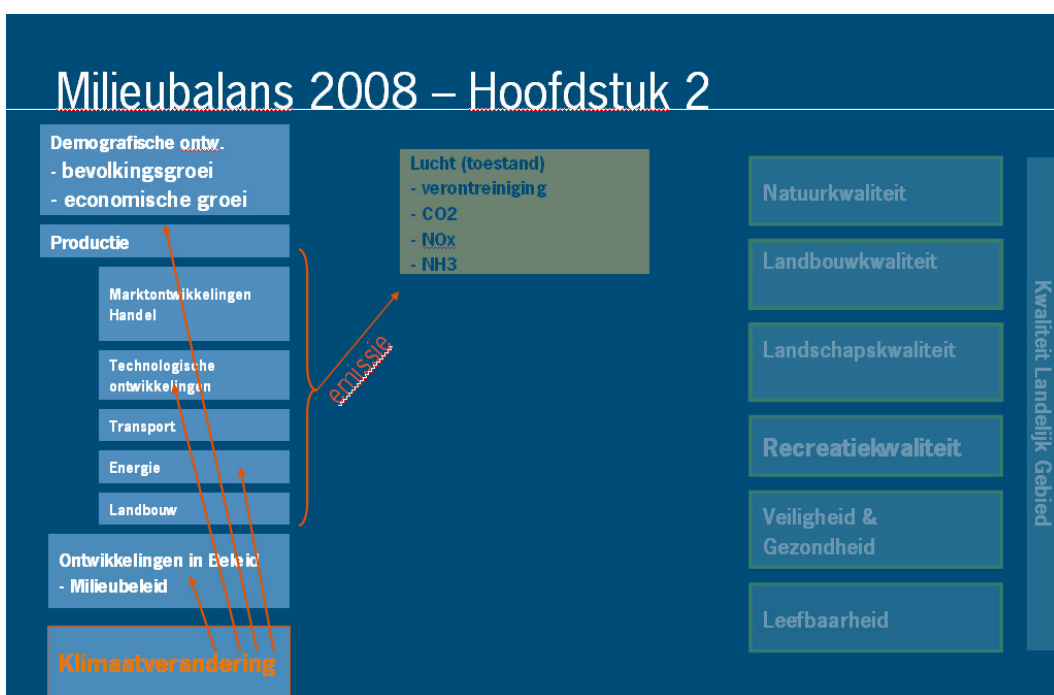 Milieubalans 2008 – Hoofdstuk 2
Demografische ontw.
- bevolkingsgroei
- economische groei
Productie
Marktontwikkelingen
Handel
Technologische
ontwikkelingen
Transport
Energie
Landbouw
Ontwikkelingen in Beleid
- Milieubeleid
Klimaatverandering
emissie
Lucht (toestand)
- verontreiniging
- CO2
- NOx
- NH3
Natuurkwaliteit
Landbouwkwaliteit
Landschapskwaliteit
Recreatiekwaliteit
Veiligheid &
Gezondheid
Leefbaarheid
Kwaliteit Landelijk Gebied